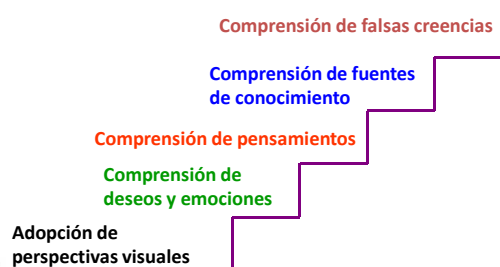 Comprensión de falsas creencias
Comprensión de fuentes
de conocimiento
Comprensión de pensamientos
Comprensión de
deseos y emociones
Adopción de
perspectivas visuales